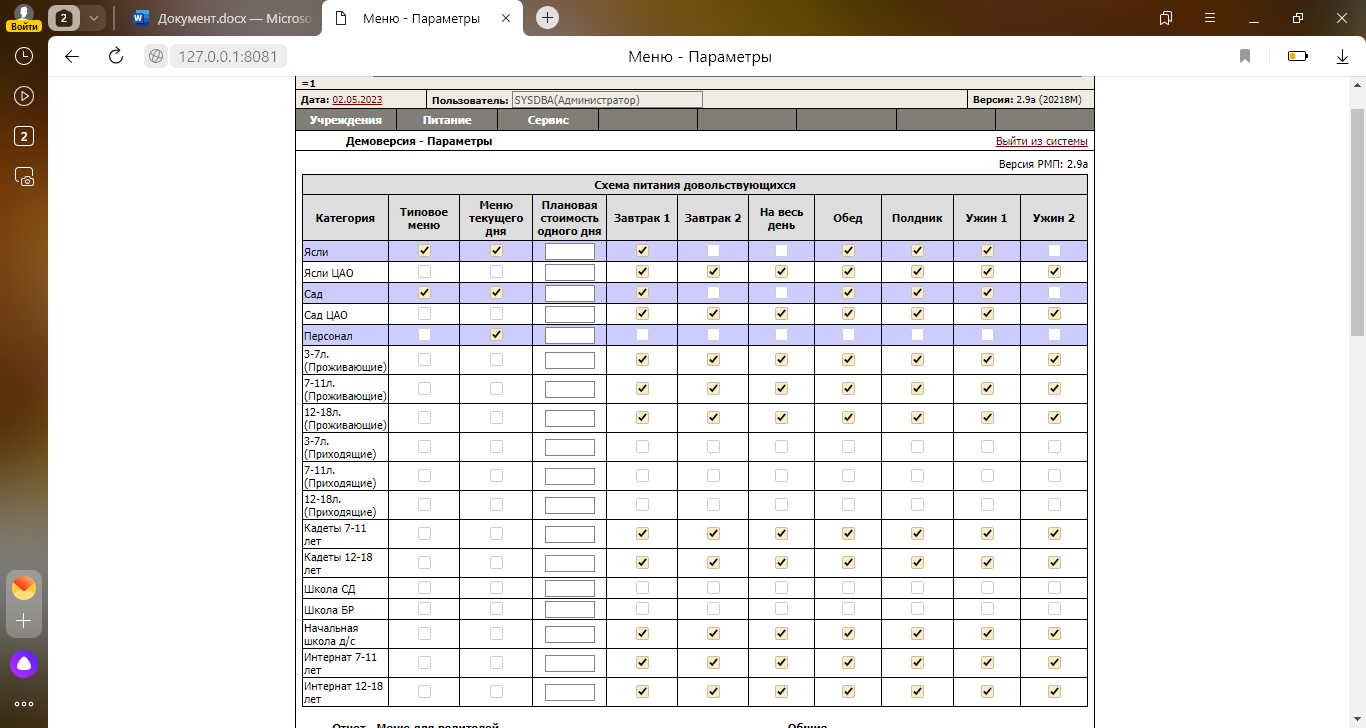 Войти
2
Документ.docx — Microso
Меню - Параметры
127.0.0.1:8081
Меню - Параметры
2
=1
Дата: 02.05.2023
Пользователь: SYSDBA(Администратор)
Версия: 2.9a (20218M)
Учреждения Питание Сервис
Демоверсия - Параметры
Выйти из системы
Версия РМП: 2.9a
Схема питания довольствующихся
Категория
Типовое
меню
Меню
текущего
дня
Плановая
стоимость
одного дня
Завтрак 1
Завтрак 2
На весь
день
Обед
Полдник
Ужин 1
Ужин 2
Ясли
Ясли ЦАО
Сад
Сад ЦАО
Персонал
3-7л.
(Проживающие)
7-11л.
(Проживающие)
12-18л.
(Проживающие)
3-7л.
(Приходящие)
7-11л.
(Приходящие)
12-18л.
(Приходящие)
Кадеты 7-11
лет
Кадеты 12-18
лет
Школа СД
Школа БР
Начальная
школа д/с
Интернат 7-11
лет
Интернат 12-18
лет
Отчет - Меню для родителей
Общие